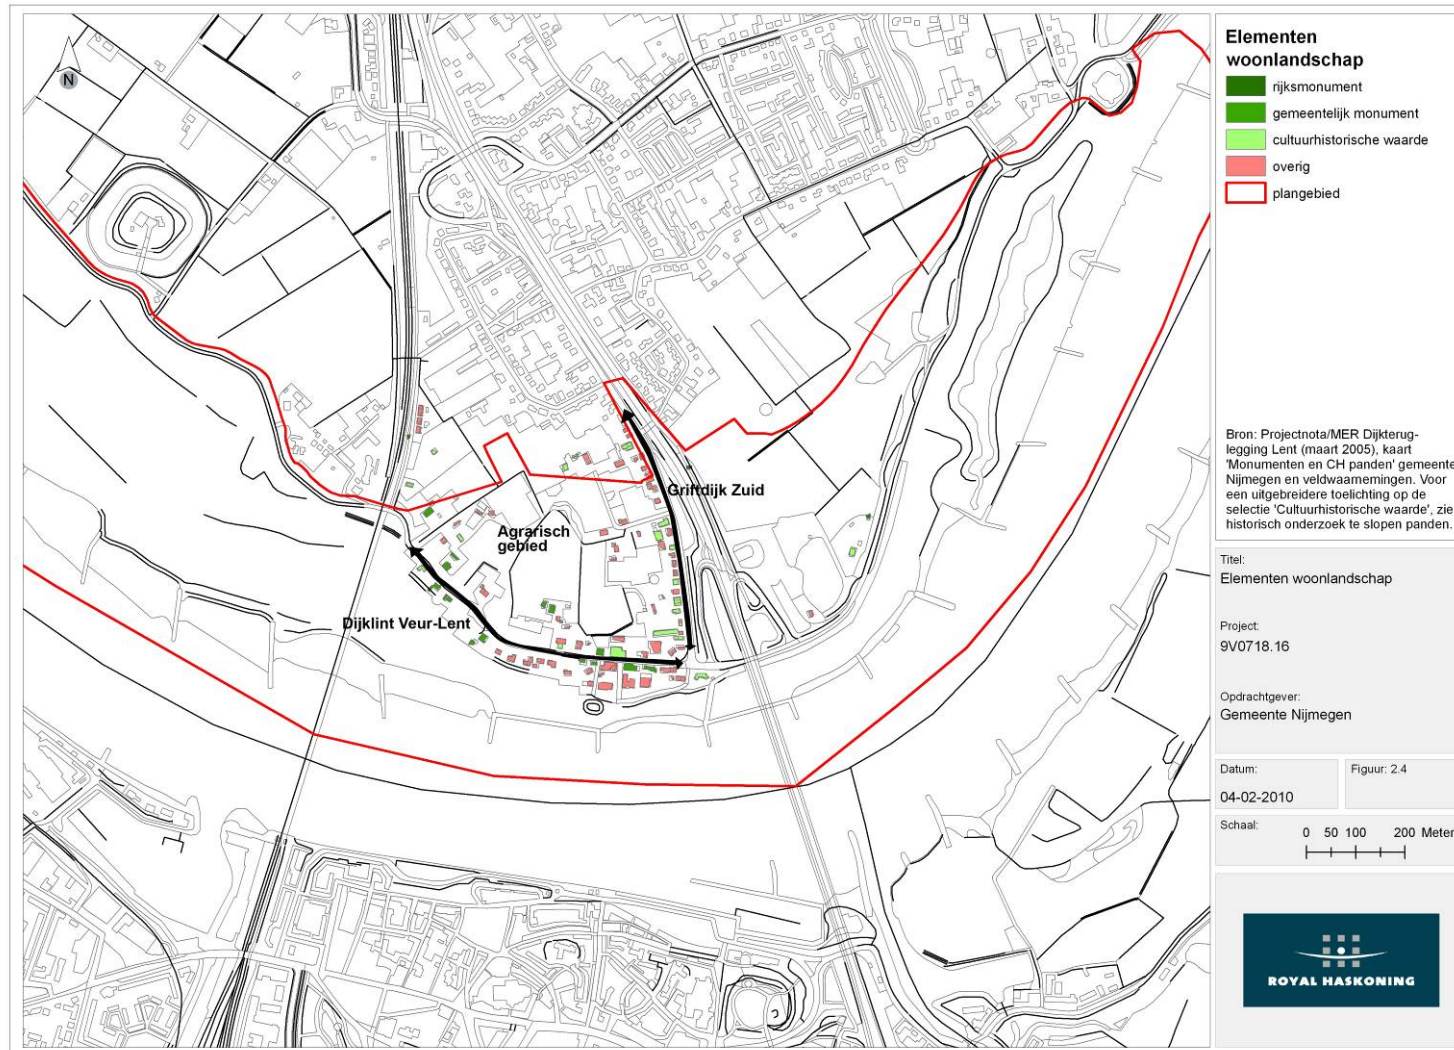 N
Griftdijk Zuid
Agrarisch
gebied
Dijklint Veur-Lent
Elementen
woonlandschap
rijksmonument
gemeentelijk monument
cultuurhistorische waarde
overig
plangebied
Bron: Projectnota/MER Dijkterug-
legging Lent (maart 2005), kaart
'Monumenten en CH panden' gemeente
Nijmegen en veldwaarnemingen. Voor
een uitgebreidere toelichting op de
selectie 'Cultuurhistorische waarde', zie
historisch onderzoek te slopen panden.
Titel:
Elementen woonlandschap
Project:
9V0718.16
Opdrachtgever:
Gemeente Nijmegen
Datum:
04-02-2010
Figuur: 2.4
Schaal:
0 50 100 200 Meter
ROYAL HASKONING